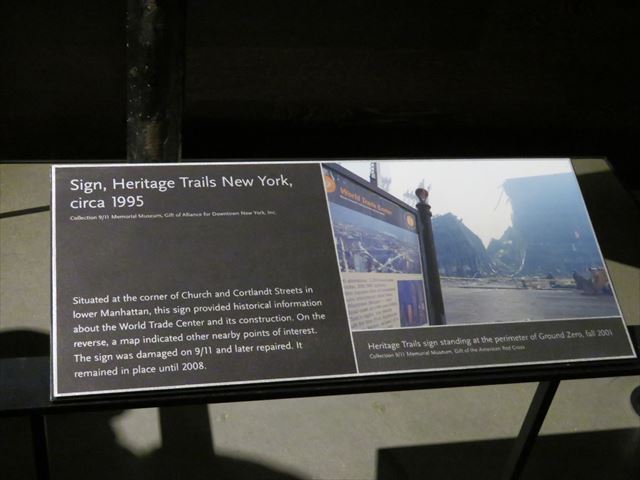 Sign, Heritage Trails New York,
circa 1995
Collection 9/11 Memorial Museum, Gift of Alliance for Downtown New York, Inc.
Situated at the corner of Church and Cortlandt Streets in
lower Manhattan, this sign provided historical information
about the World Trade Center and its construction. On the
reverse, a map indicated other nearby points of interest.
The sign was damaged on 9/11 and later repaired. It
remained in place until 2008.
World Trade Center
Heritage Trails sign standing at the perimeter of Ground Zero, fall 2001
Collection 9/11 Memorial Museum, Gift of the American Red Cross